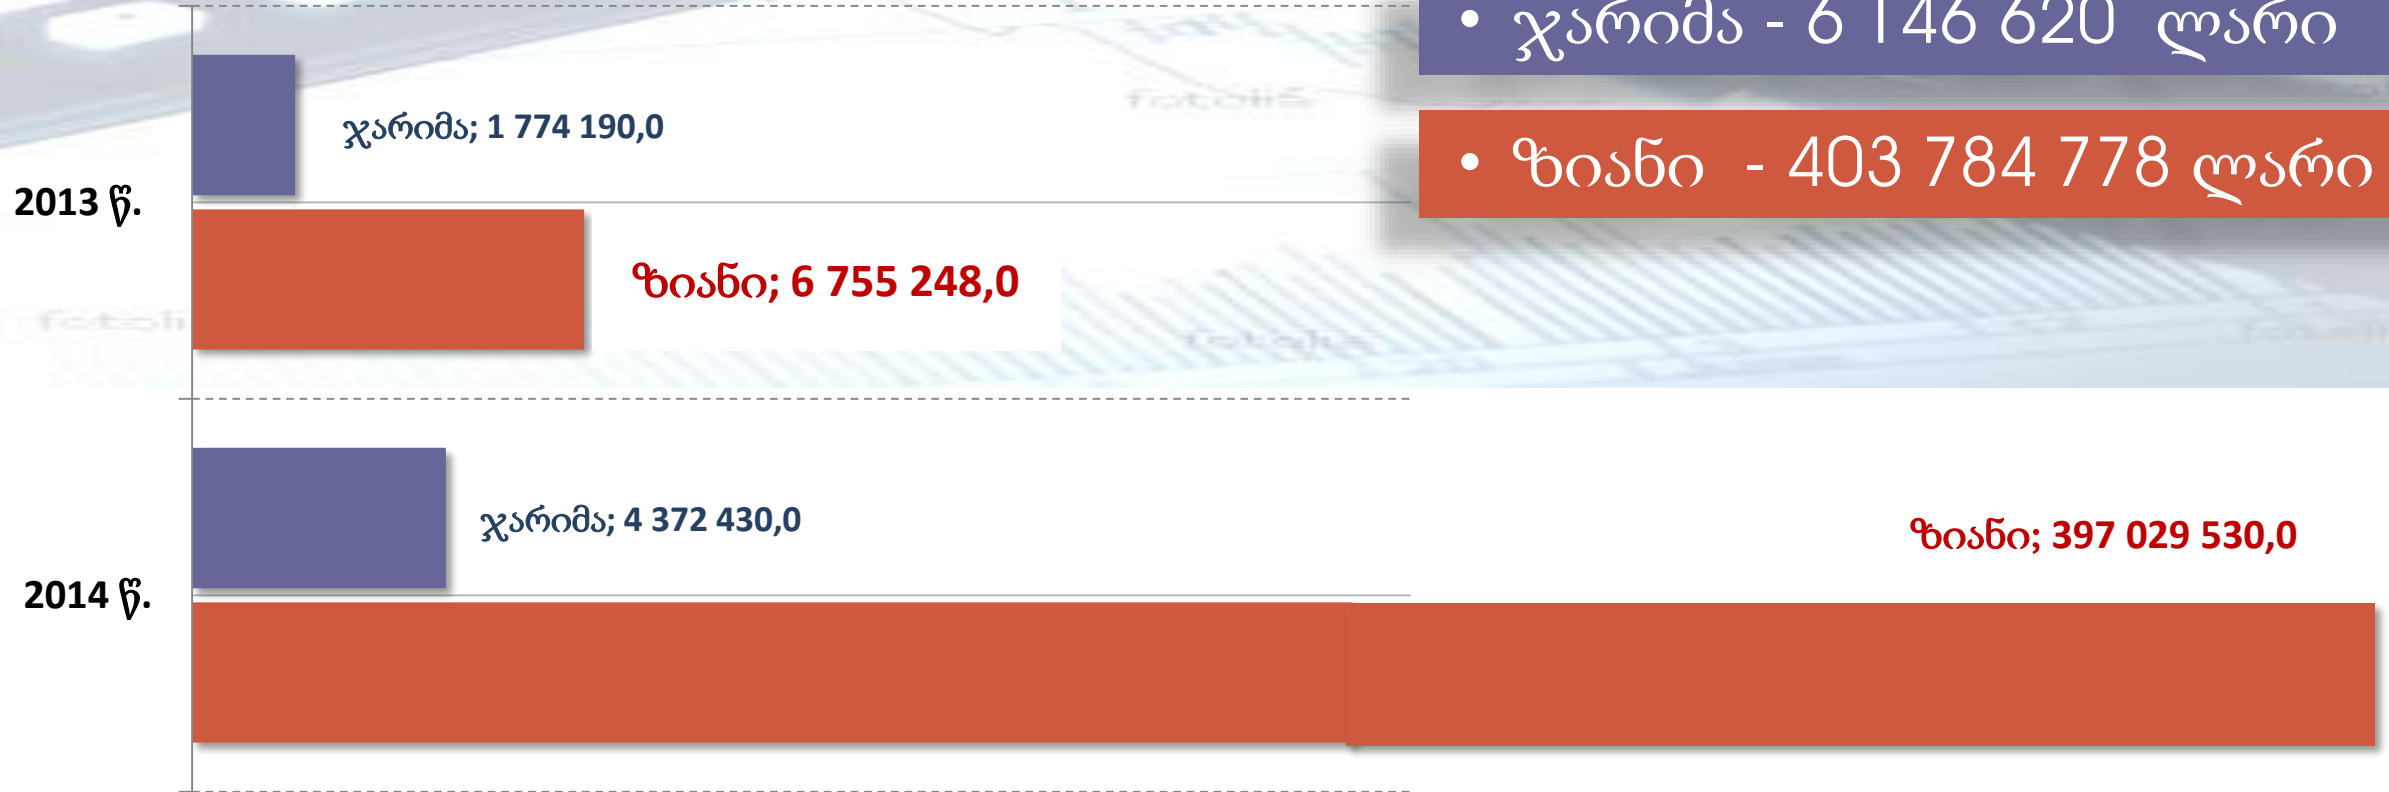 • ჯარიმა - 6 146 620 ლარი
• ზიანი - 403 784 778 ლარი
2013 წ.
ჯარიმა; 1 774 190,0
ზიანი; 6 755 248,0
2014 წ.
ჯარიმა; 4 372 430,0
ზიანი; 397 029 530,0